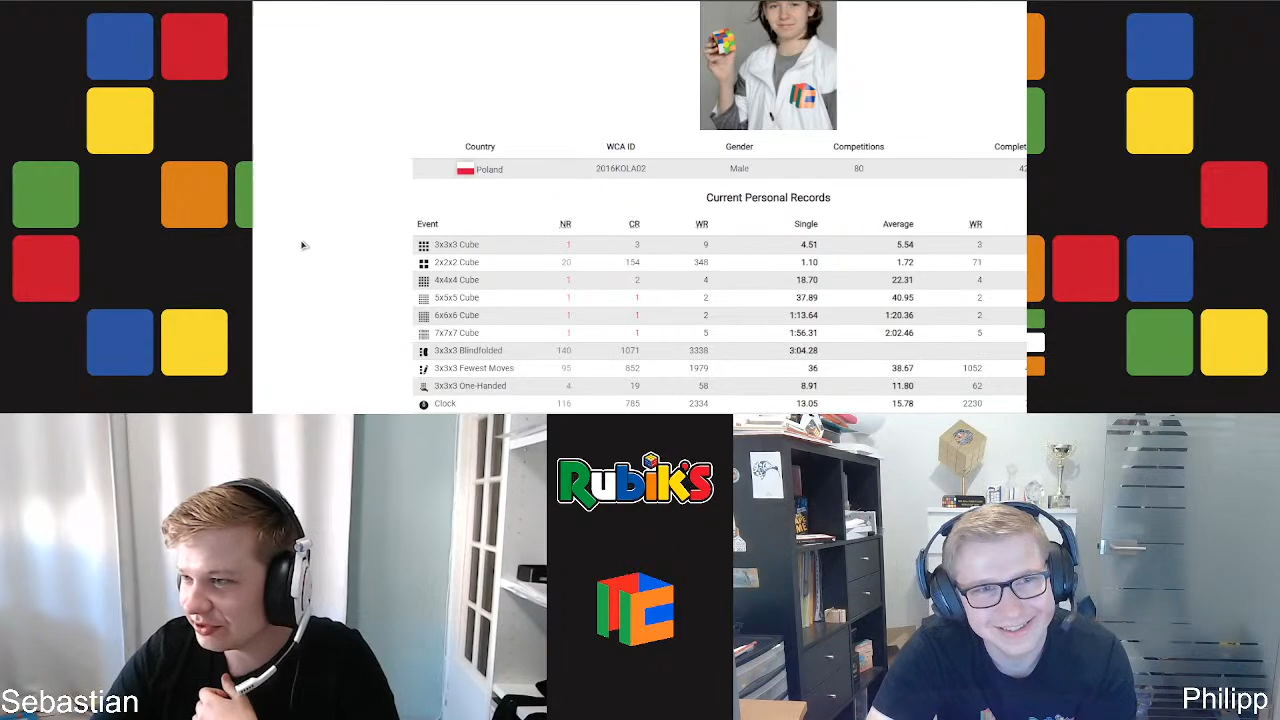 Country WCA ID Gender Competitions Complet
Poland 2016KOLA02 Male 80 42
Current Personal Records
Event NR CR WR Single Average WR
3x3x3 Cube 1 3 9 4.51 5.54 3
2x2x2 Cube 20 154 348 1.10 1.72 71
4x4x4 Cube 1 2 4 18.70 22.31 4
5x5x5 Cube 1 1 2 37.89 40.95 2
6x6x6 Cube 1 1 2 1:13.64 1:20.36 2
7x7x7 Cube 1 1 5 1:56.31 2:02.46 5
3x3x3 Blindfolded 140 1071 3338 3:04.28
3x3x3 Fewest Moves 95 852 1979 36 38.67 1052
3x3x3 One-Handed 4 19 58 8.91 11.80 62
Clock 116 785 2334 13.05 15.78 2230
RUBiK'S
Sebastian
Philipp